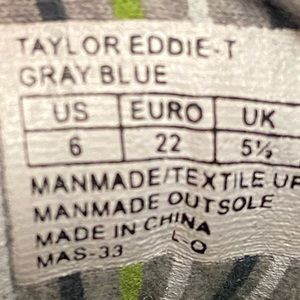 TAYLOR EDDIE-T
GRAY BLUE
US EURO UK
6 22 5½
MANMADE/TEXTILE UP
MANMADE OUTSOLE
MADE IN CHINA
MAS-33 L-O